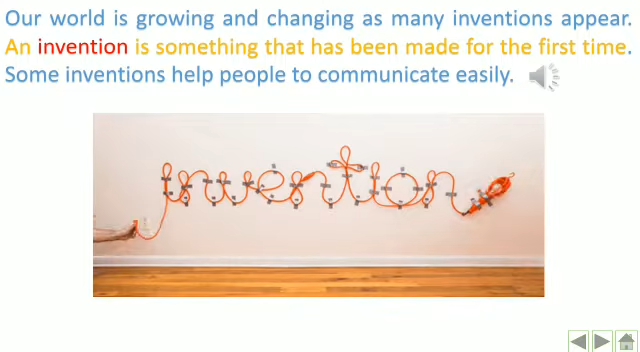 Our world is growing and changing as many inventions appear.
An invention is something that has been made for the first time.
Some inventions help people to communicate easily.
invention